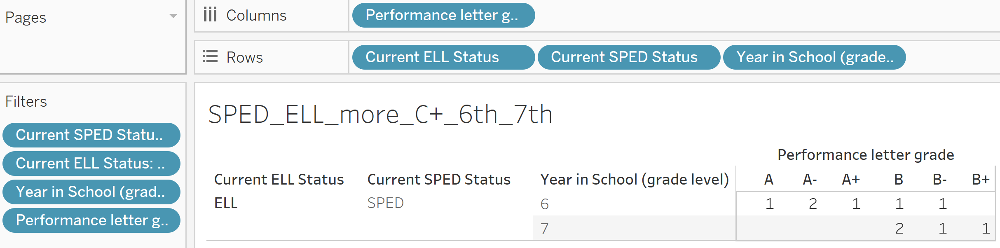 Pages
Columns
Performance letter g..
Rows
Current ELL Status
Current SPED Status
Year in School (grade..
Filters
Current SPED Statu..
Current ELL Status: ..
Year in School (grad..
Performance letter g..
SPED_ELL_more_C+_6th_7th
Performance letter grade
Current ELL Status Current SPED Status Year in School (grade level) A A- A+ B B- B+
ELL SPED 6 1 2 1 1 1
7 2 1 1